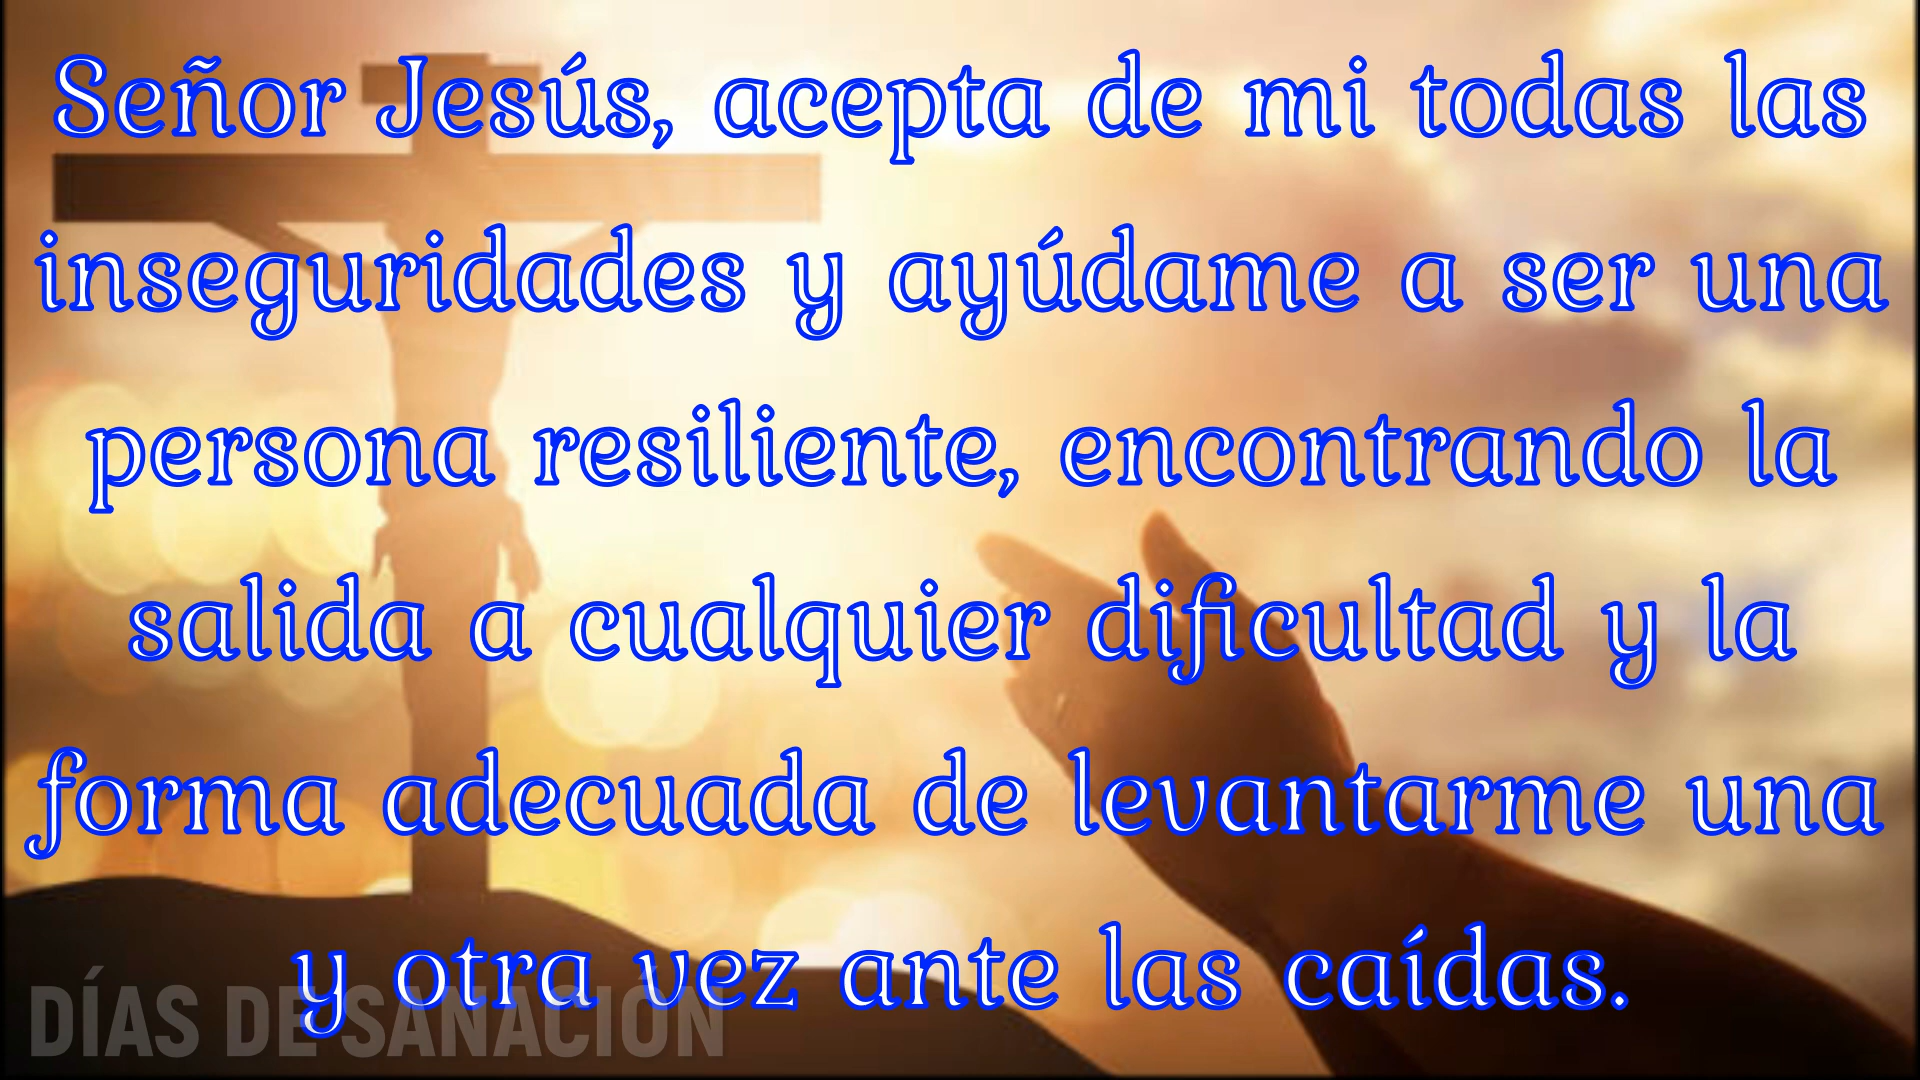 Señor Jesús, acepta de mi todas las
inseguridades y ayúdame a ser una
persona resiliente, encontrando la
salida a cualquier dificultad y la
forma adecuada de levantarme una
y otra vez ante las caídas.
DÍAS DE SANACIÓN